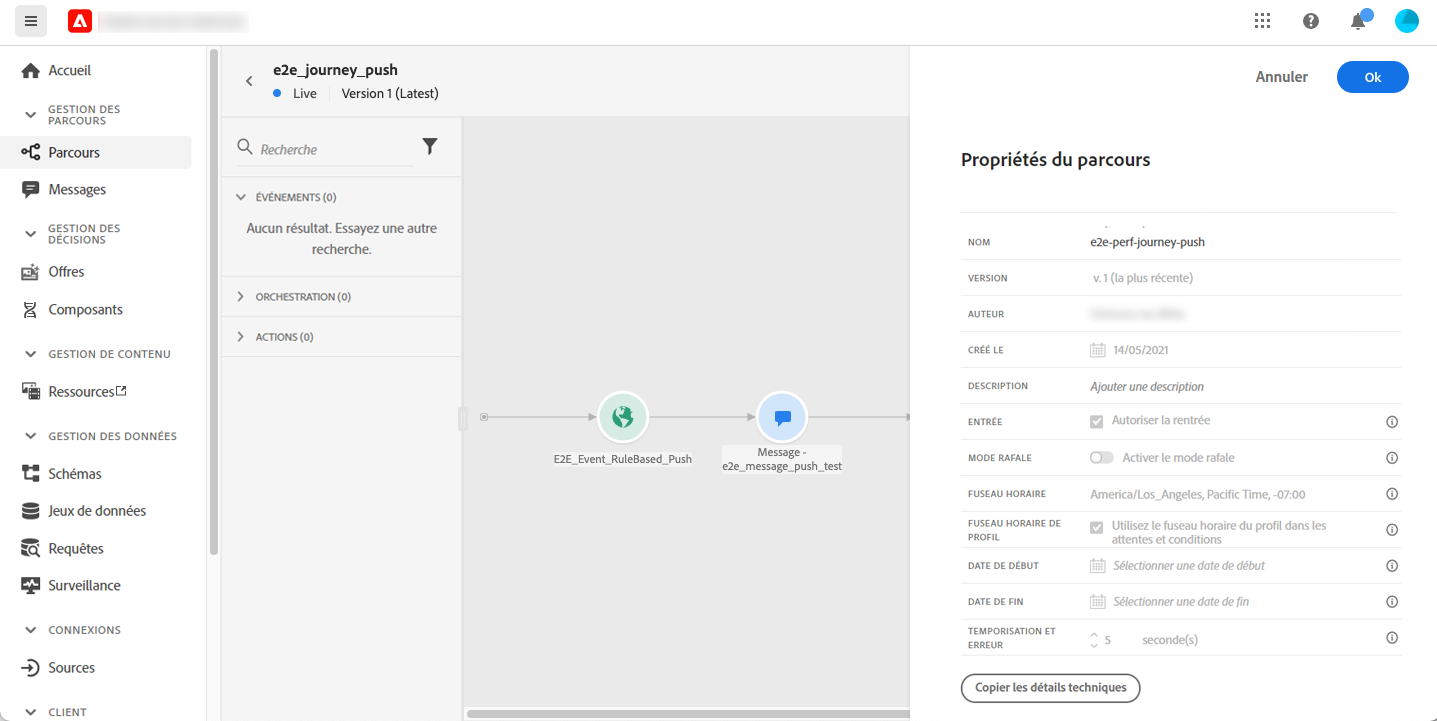 Accueil
GESTION DES
PARCOURS
Parcours
Messages
GESTION DES
DÉCISIONS
Offres
Composants
GESTION DE CONTENU
Ressources
GESTION DES DONNÉES
Schémas
Jeux de données
Requêtes
Surveillance
CONNEXIONS
Sources
CLIENT
e2e_journey_push
Live Version 1 (Latest)
Recherche
ÉVÉNEMENTS (0)
Aucun résultat. Essayez une autre
recherche.
ORCHESTRATION (0)
ACTIONS (0)
E2E_Event_RuleBased_Push
Message -
e2e_message_push_test
Annuler
Ok
Propriétés du parcours
NOM e2e-perf-journey-push
VERSION v. 1 (la plus récente)
AUTEUR
CRÉÉ LE 14/05/2021
DESCRIPTION Ajouter une description
ENTRÉE Autoriser la rentrée
MODE RAFALE Activer le mode rafale
FUSEAU HORAIRE America/Los_Angeles, Pacific Time, -07:00
FUSEAU HORAIRE DE
PROFIL
Utilisez le fuseau horaire du profil dans les
attentes et conditions
DATE DE DÉBUT Sélectionner une date de début
DATE DE FIN Sélectionner une date de fin
TEMPORISATION ET
ERREUR
5 seconde(s)
Copier les détails techniques